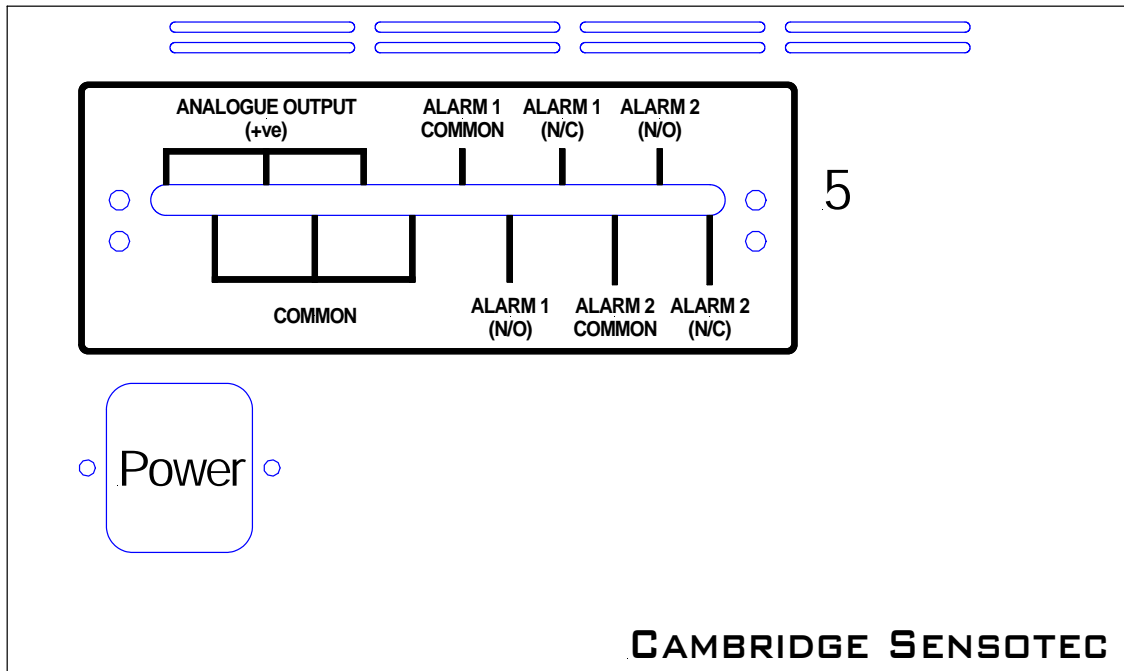 ANALOGUE OUTPUT
(+ve)
ALARM 1
COMMON
ALARM 1
(N/C)
ALARM 2
(N/O)
5
COMMON
ALARM 1
(N/O)
ALARM 2
COMMON
ALARM 2
(N/C)
Power
CAMBRIDGE SENSOTEC